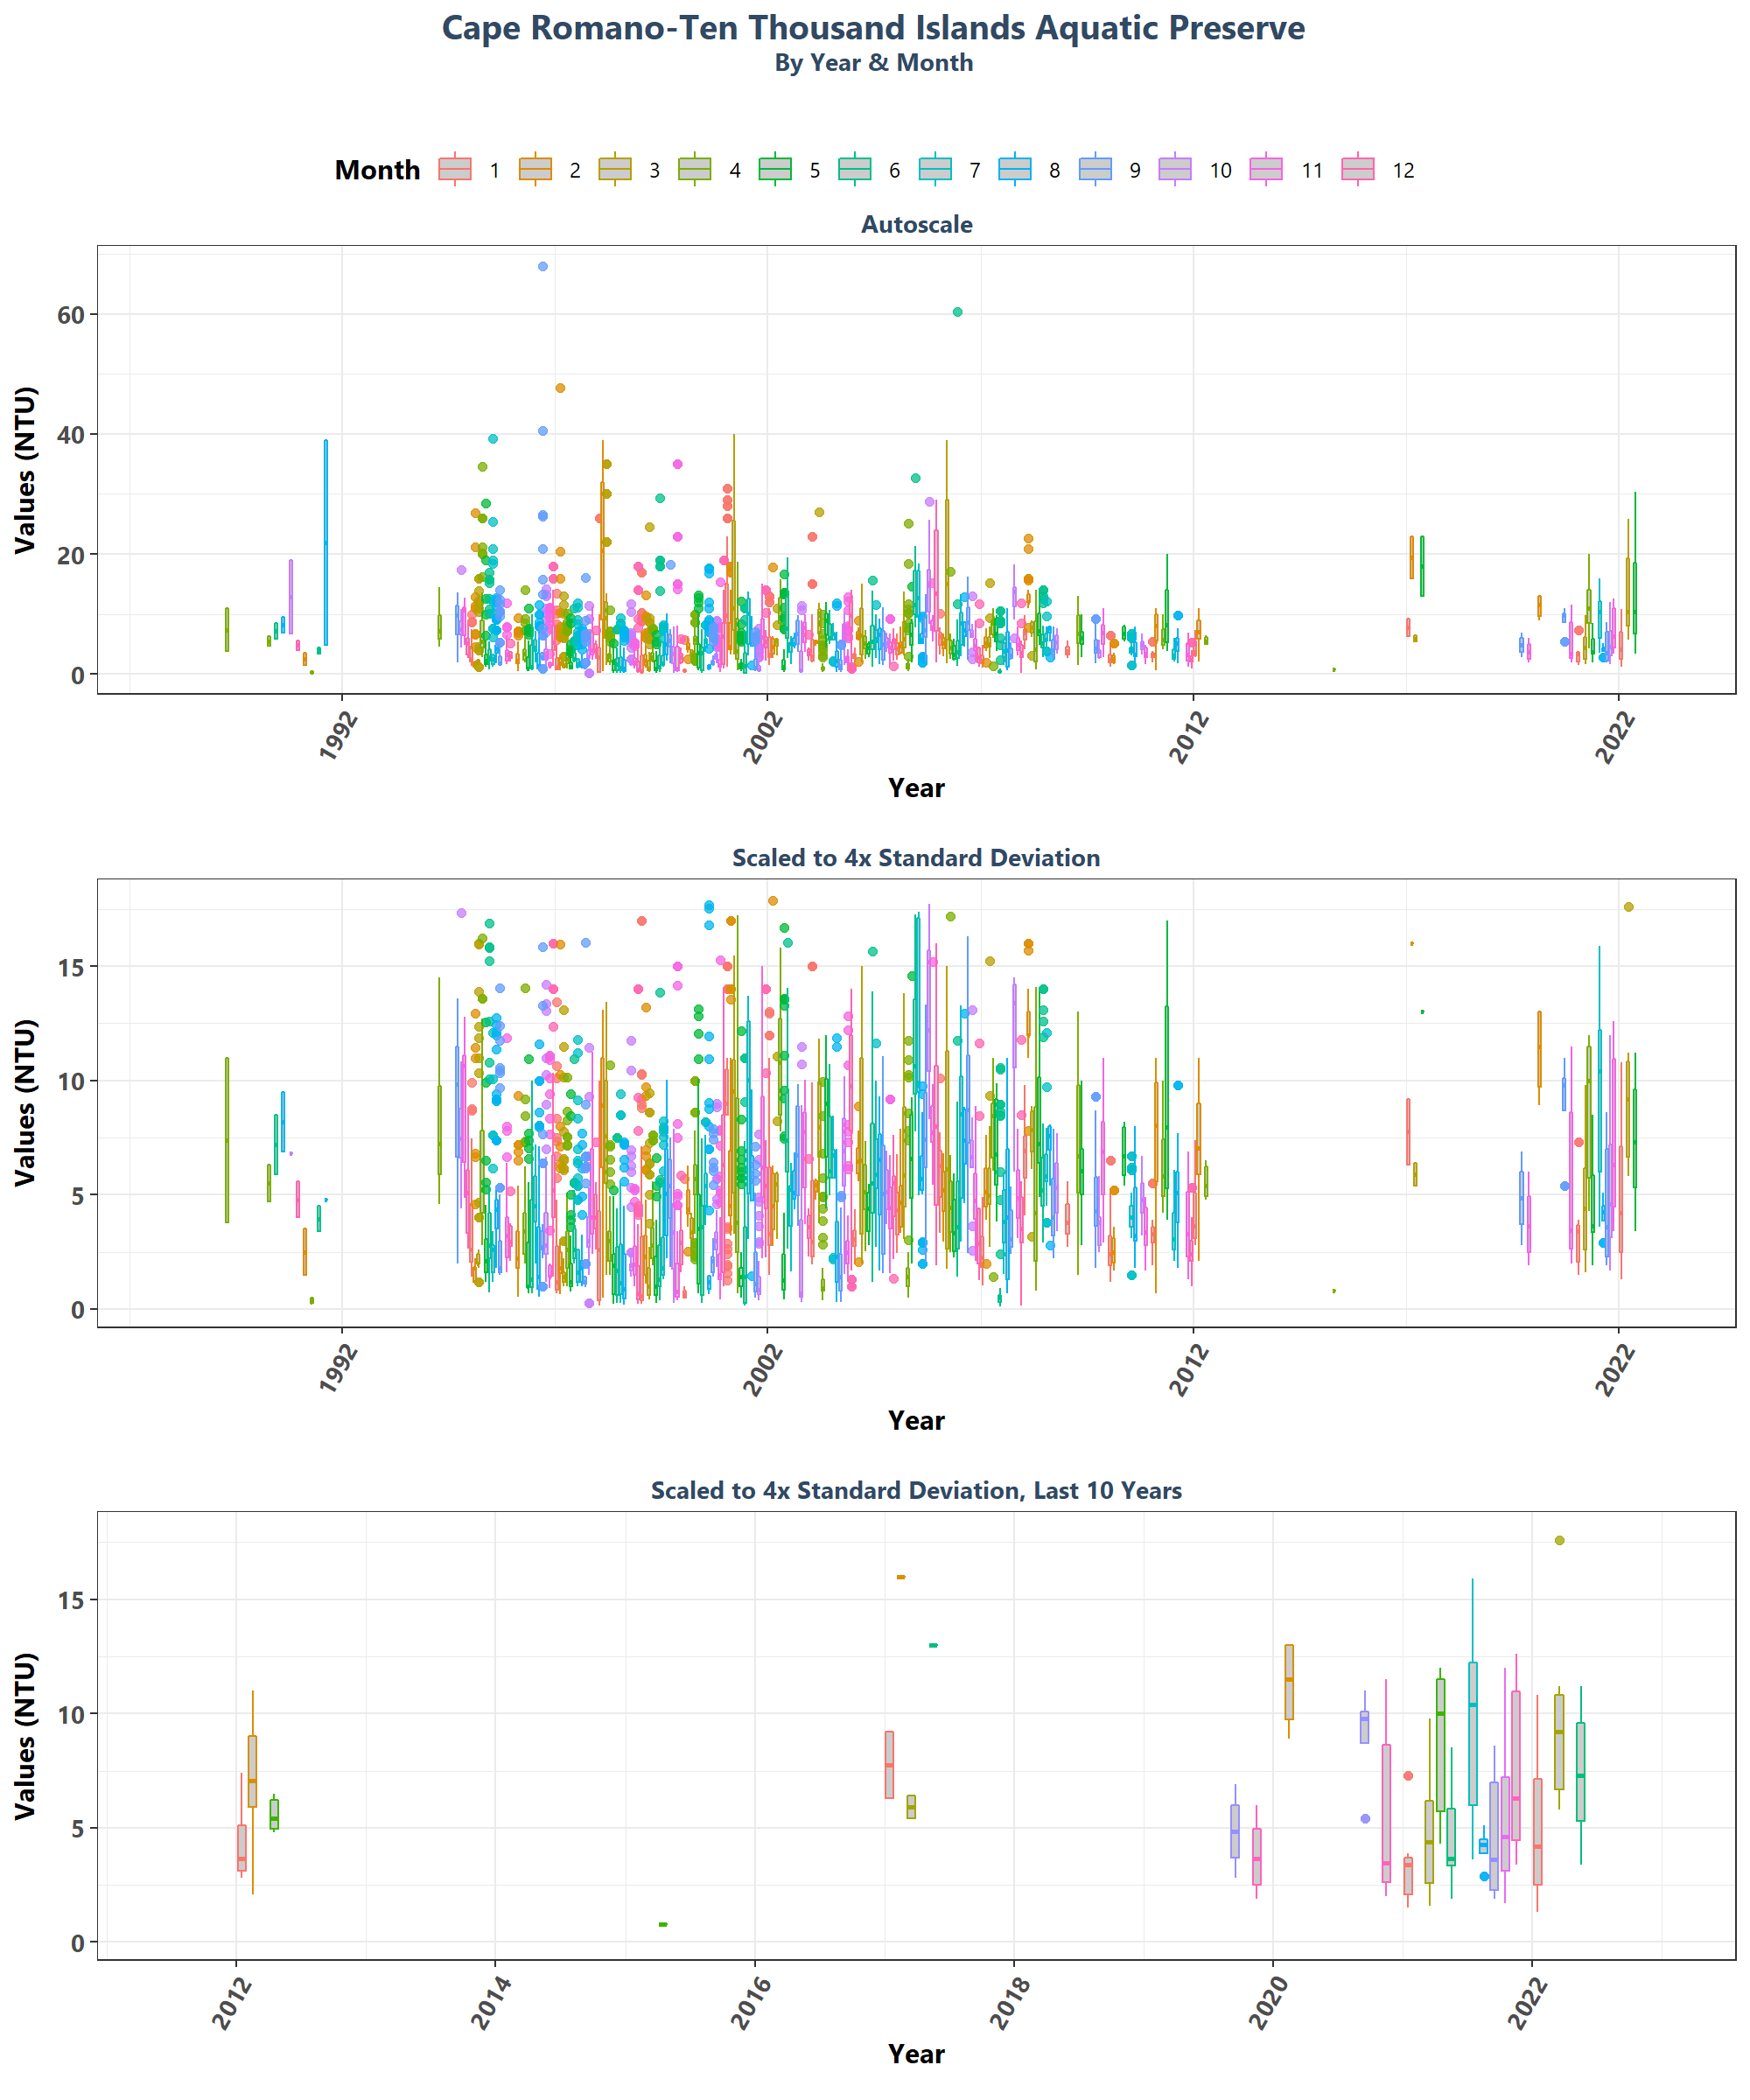 Cape Romano-Ten Thousand Islands Aquatic Preserve
By Year & Month
Month 1 2 3 4 5 6 7 8 9 10 11 12
Autoscale
Values (NTU)
60
40
20
0
1992 2002 2012 2022
Year
Scaled to 4x Standard Deviation
Values (NTU)
15
10
5
0
1992 2002 2012 2022
Year
Scaled to 4x Standard Deviation, Last 10 Years
Values (NTU)
15
10
5
0
2012 2014 2016 2018 2020 2022
Year